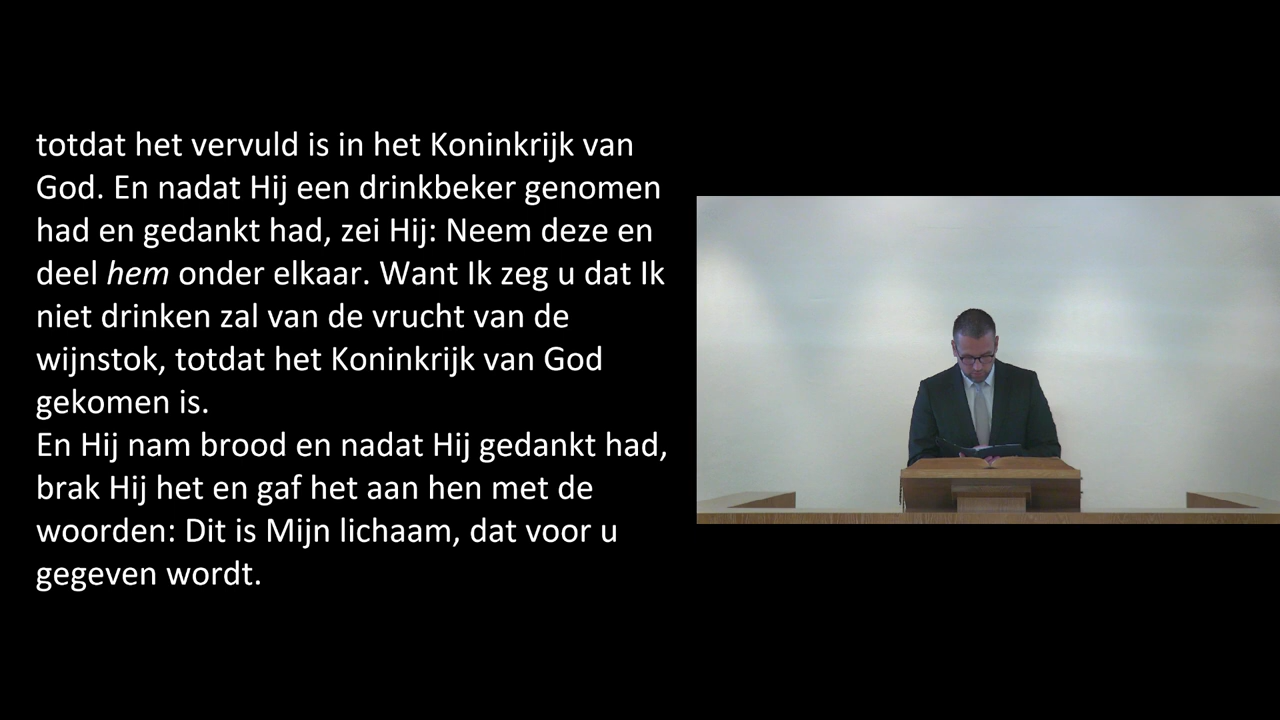 totdat het vervuld is in het Koninkrijk van
God. En nadat Hij een drinkbeker genomen
had en gedankt had, zei Hij: Neem deze en
deel hem onder elkaar. Want Ik zeg u dat Ik
niet drinken zal van de vrucht van de
wijnstok, totdat het Koninkrijk van God
gekomen is.
En Hij nam brood en nadat Hij gedankt had,
brak Hij het en gaf het aan hen met de
woorden: Dit is Mijn lichaam, dat voor u
gegeven wordt.